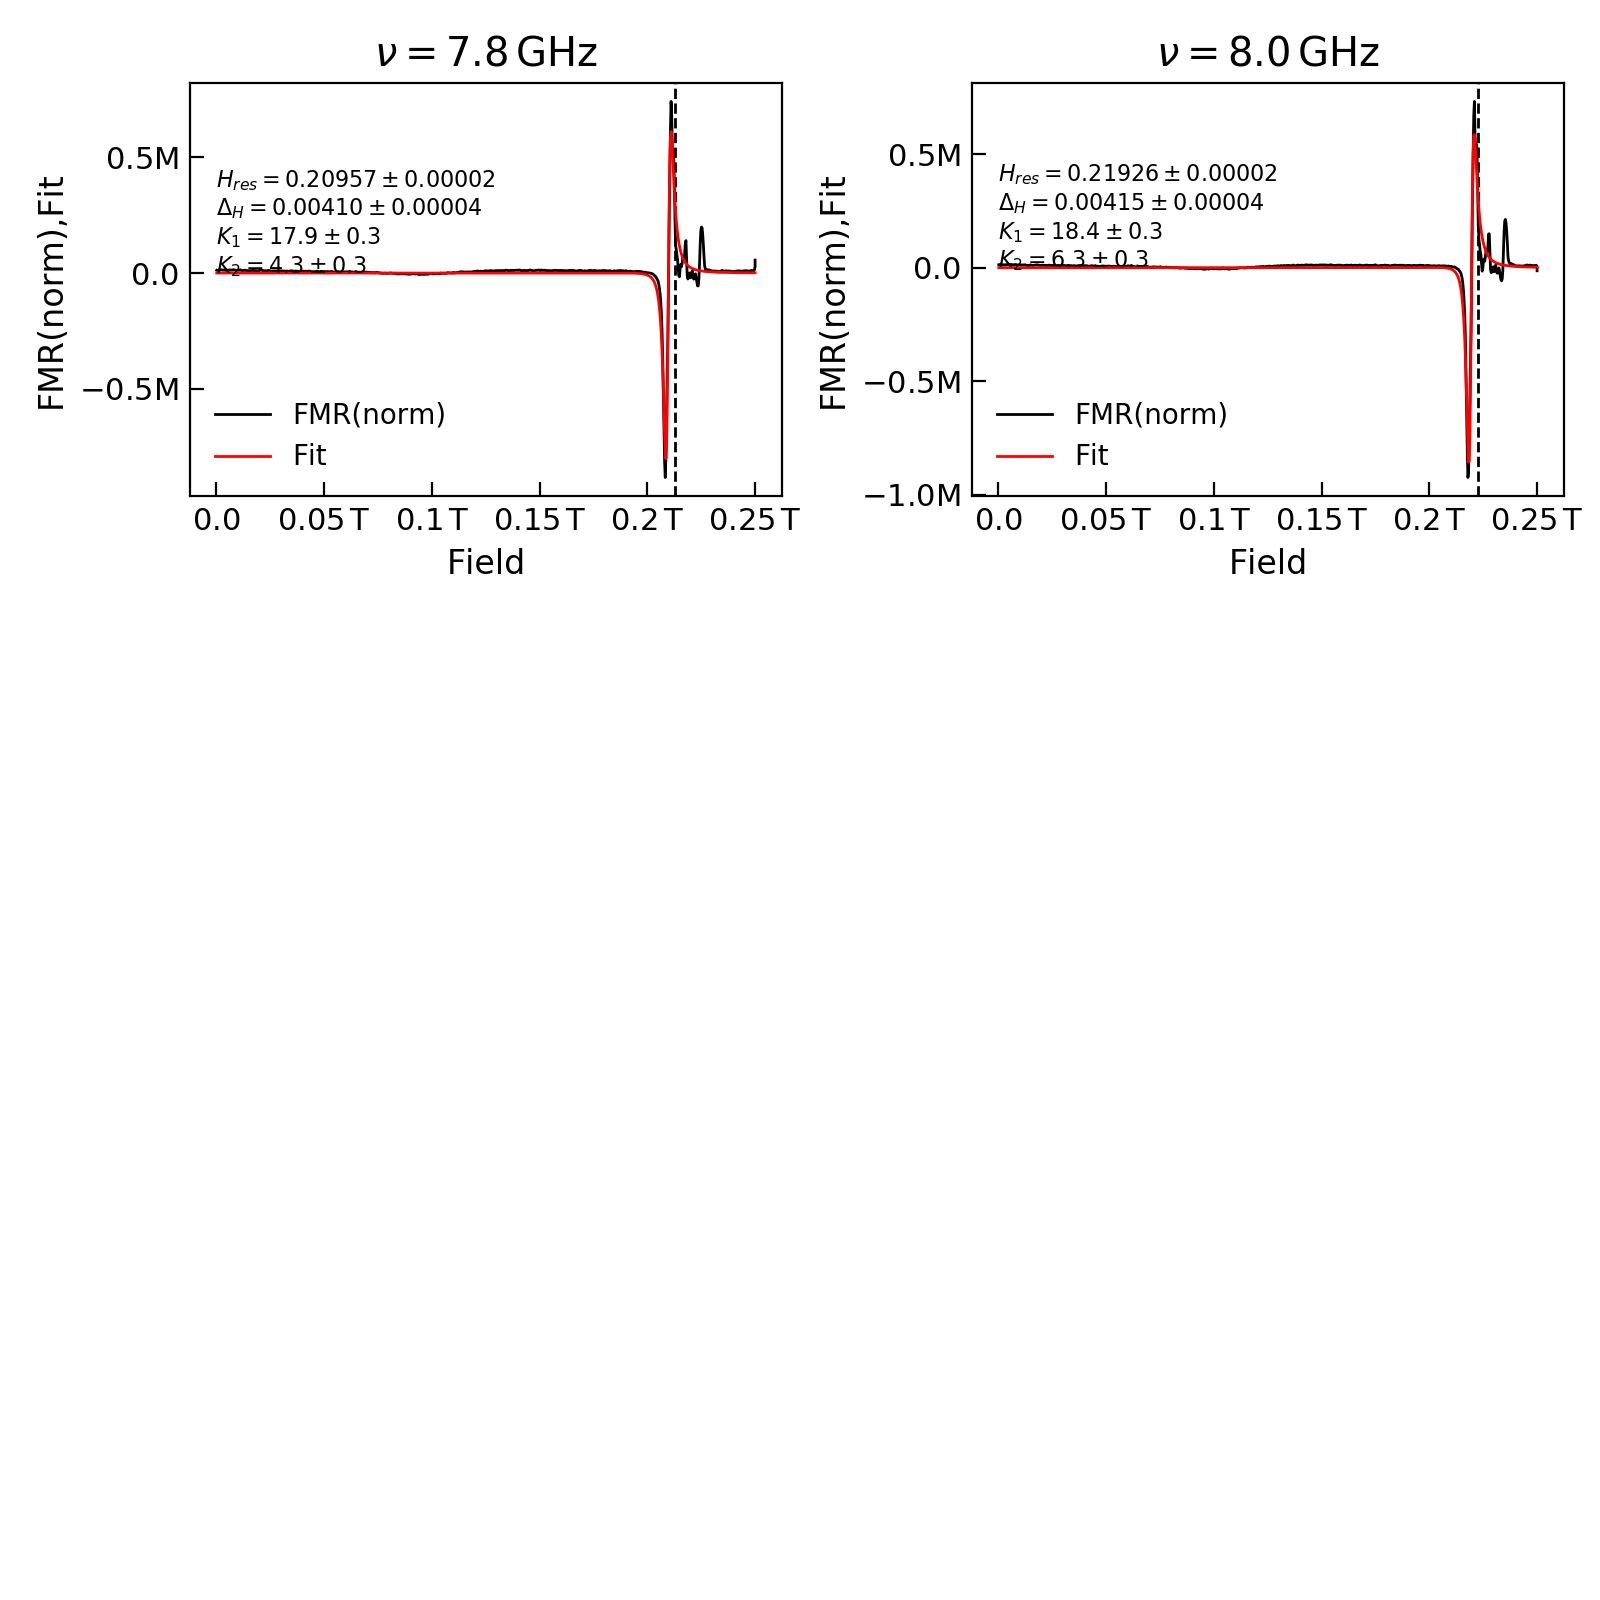 ν = 7.8 GHz
FMR(norm),Fit
0.5M
0.0
−0.5M
H_res = 0.20957 ± 0.00002
Δ_H = 0.00410 ± 0.00004
K_1 = 17.9 ± 0.3
K_2 = 4.3 ± 0.3
FMR(norm)
Fit
0.0 0.05 T 0.1 T 0.15 T 0.2 T 0.25 T
Field
ν = 8.0 GHz
FMR(norm),Fit
0.5M
0.0
−0.5M
−1.0M
H_res = 0.21926 ± 0.00002
Δ_H = 0.00415 ± 0.00004
K_1 = 18.4 ± 0.3
K_2 = 6.3 ± 0.3
FMR(norm)
Fit
0.0 0.05 T 0.1 T 0.15 T 0.2 T 0.25 T
Field